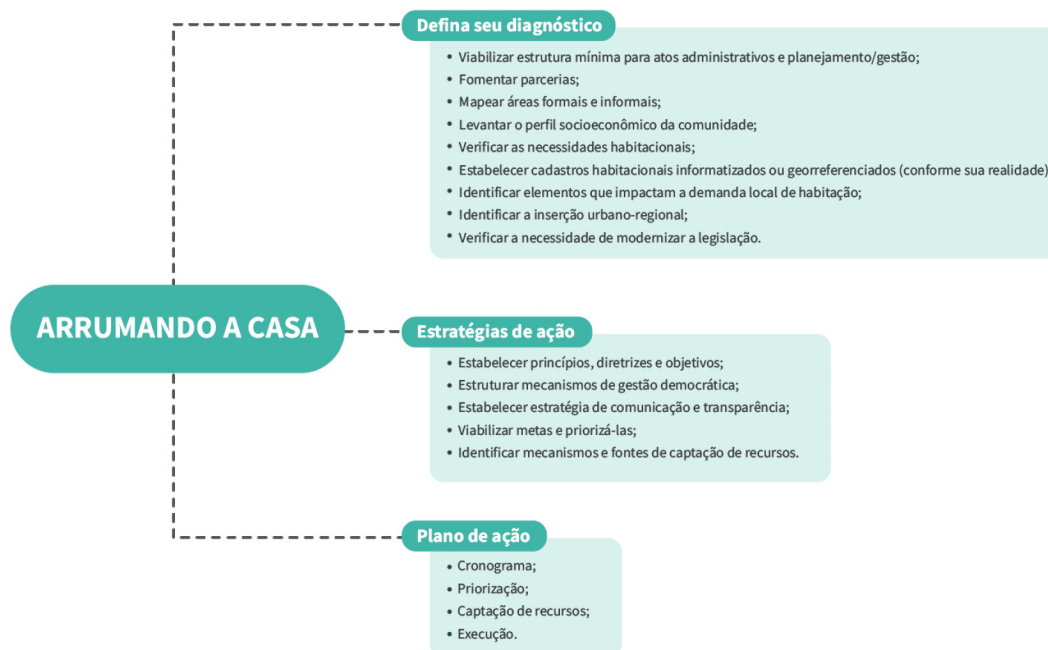 Defina seu diagnóstico
• Viabilizar estrutura mínima para atos administrativos e planejamento/gestão;
• Fomentar parcerias;
• Mapear áreas formais e informais;
• Levantar o perfil socioeconômico da comunidade;
• Verificar as necessidades habitacionais;
• Estabelecer cadastros habitacionais informatizados ou georreferenciados (conforme sua realidade)
• Identificar elementos que impactam a demanda local de habitação;
• Identificar a inserção urbano-regional;
• Verificar a necessidade de modernizar a legislação.
ARRUMANDO A CASA
Estratégias de ação
• Estabelecer princípios, diretrizes e objetivos;
• Estruturar mecanismos de gestão democrática;
• Estabelecer estratégia de comunicação e transparência;
• Viabilizar metas e priorizá-las;
• Identificar mecanismos e fontes de captação de recursos.
Plano de ação
• Cronograma;
• Priorização;
• Captação de recursos;
• Execução.